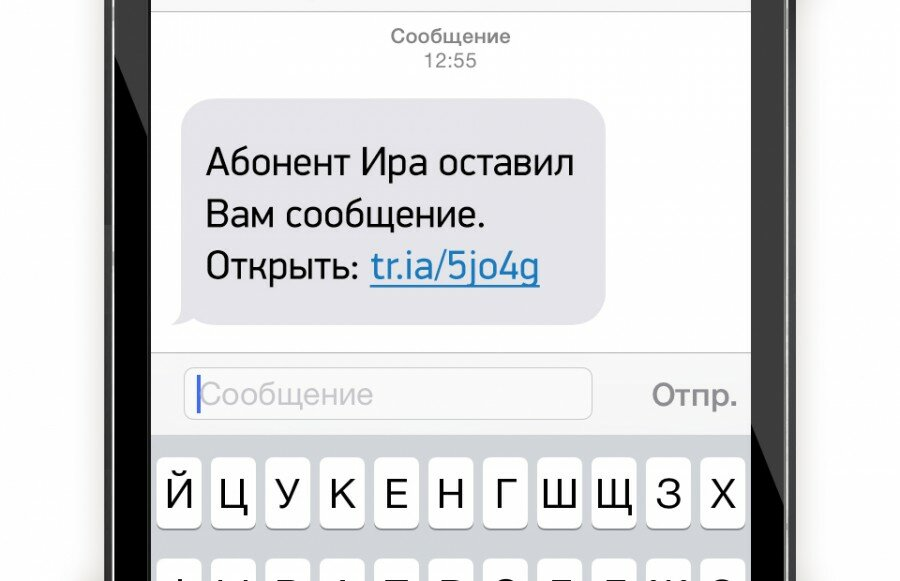 Сообщение
12:55
Абонент Ира оставил
Вам сообщение.
Открыть: tr.ia/5jo4g
Сообщение
Отпр.
Й Ц У К Е Н Г Ш Щ З Х